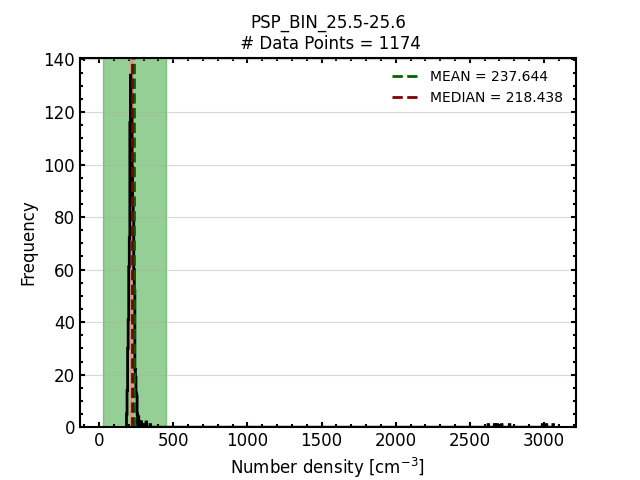 PSP_BIN_25.5-25.6
# Data Points = 1174
MEAN = 237.644
MEDIAN = 218.438
140
120
100
80
60
40
20
0
Frequency
0 500 1000 1500 2000 2500 3000
Number density [cm⁻³]